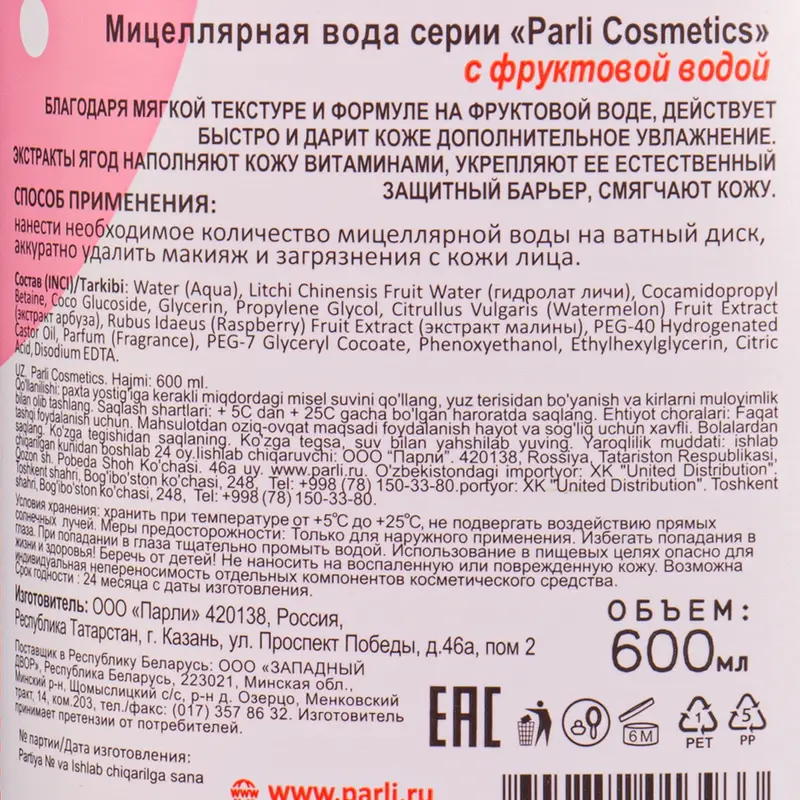 Мицеллярная вода серии «Parli Cosmetics»
с фруктовой водой
БЛАГОДАРЯ МЯГКОЙ ТЕКСТУРЕ И ФОРМУЛЕ НА ФРУКТОВОЙ ВОДЕ, ДЕЙСТВУЕТ
БЫСТРО И ДАРИТ КОЖЕ ДОПОЛНИТЕЛЬНОЕ УВЛАЖНЕНИЕ.
ЭКСТРАКТЫ ЯГОД НАПОЛНЯЮТ КОЖУ ВИТАМИНАМИ, УКРЕПЛЯЮТ ЕЕ ЕСТЕСТВЕННЫЙ
ЗАЩИТНЫЙ БАРЬЕР, СМЯГЧАЮТ КОЖУ.
СПОСОБ ПРИМЕНЕНИЯ:
нанести необходимое количество мицеллярной воды на ватный диск,
аккуратно удалить макияж и загрязнения с кожи лица.
Состав (INCI)/Tarkibi: Water (Aqua), Litchi Chinensis Fruit Water (гидролат личи), Cocamidopropyl
Betaine, Coco Glucoside, Glycerin, Propylene Glycol, Citrullus Vulgaris (Watermelon) Fruit Extract
(экстракт арбуза), Rubus Idaeus (Raspberry) Fruit Extract (экстракт малины), PEG-40 Hydrogenated
Castor Oil, Parfum (Fragrance), PEG-7 Glyceryl Cocoate, Phenoxyethanol, Ethylhexylglycerin, Citric
Acid, Disodium EDTA.
UZ. Parli Cosmetics. Hajmi: 600 ml.
Qo'llanilishi: paxta yostig'iga kerakli miqdordagi misel suvini qo'llang, yuz terisidan bo'yanish va kirlarni muloyimlik
bilan olib tashlang. Saqlash shartlari: + 5C dan + 25C gacha bo'lgan haroratda saqlang. Ehtiyot choralari: Faqat
tashqi foydalanish uchun. Mahsulotdan oziq-ovqat maqsadi foydalanish hayot va sog'liq uchun xavfli. Bolalardan
saqlang. Ko'zga tegishidan saqlaning. Ko'zga tegsa, suv bilan yahshilab yuving. Yaroqlilik muddati: ishlab
chiqarilgan kunidan boshlab 24 oy.Ishlab chiqaruvchi: ООО "Парли". 420138, Rossiya, Tatariston Respublikasi,
Qozon sh. Pobeda Shoh Ko'chasi. 46a uy. www.parli.ru. O'zbekistondagi importyor: XK "United Distribution".
Toshkent shahri, Bog'ibo'ston ko'chasi, 248, Tel: +998 (78) 150-33-80.portyor: XK "United Distribution". Toshkent
shahri, Bog'ibo'ston ko'chasi, 248, Tel: +998 (78) 150-33-80.
Условия хранения: хранить при температуре от +5°С до +25°С, не подвергать воздействию прямых
солнечных лучей. Меры предосторожности: Только для наружного применения. Избегать попадания в
глаза. При попадании в глаза тщательно промыть водой. Использование в пищевых целях опасно для
жизни и здоровья! Беречь от детей! Не наносить на воспаленную или поврежденную кожу. Возможна
индивидуальная непереносимость отдельных компонентов косметического средства.
Срок годности : 24 месяца с даты изготовления.
Изготовитель: ООО «Парли» 420138, Россия,
Республика Татарстан, г. Казань, ул. Проспект Победы, д.46а, пом 2
ОБЪЕМ:
600мл
Поставщик в Республику Беларусь: ООО «ЗАПАДНЫЙ
ДВОР», Республика Беларусь, 223021, Минская обл.,
Минский р-н, Щомыслицкий с/с, р-н д. Озерцо, Менковский
тракт, 14, ком.203, тел./факс: (017) 357 86 32. Изготовитель
принимает претензии от потребителей.
EAC
6 M
1
PET
5
PP
№ партии/Дата изготовления:
Partiya № va Ishlab chiqarilga sana
www.parli.ru